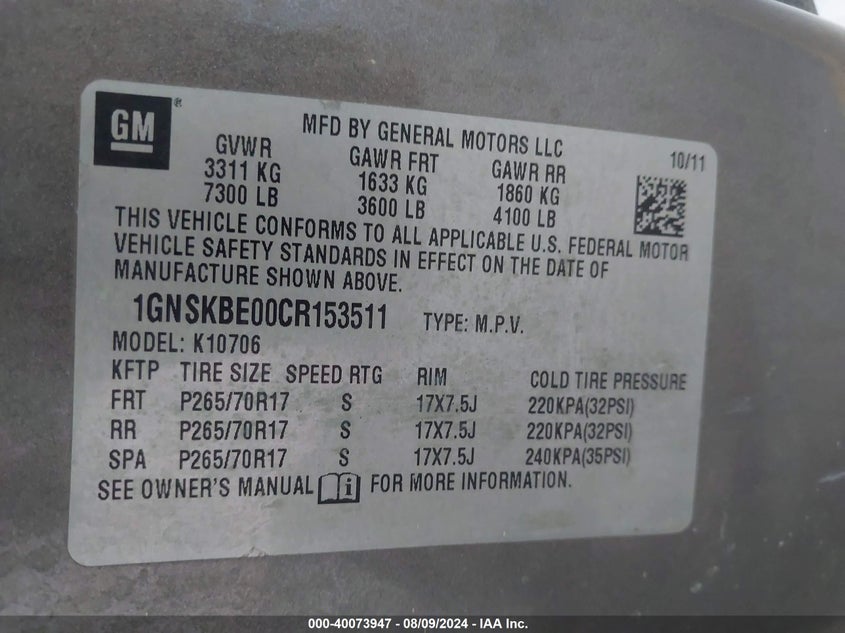 GM®
MFD BY GENERAL MOTORS LLC
10/11
GVWR GAWR FRT GAWR RR
3311 KG 1633 KG 1860 KG
7300 LB 3600 LB 4100 LB
THIS VEHICLE CONFORMS TO ALL APPLICABLE U.S. FEDERAL MOTOR
VEHICLE SAFETY STANDARDS IN EFFECT ON THE DATE OF
MANUFACTURE SHOWN ABOVE.
1GNSKBE00CR153511 TYPE: M.P.V.
MODEL: K10706
KFTP TIRE SIZE SPEED RTG RIM COLD TIRE PRESSURE
FRT P265/70R17 S 17X7.5J 220KPA(32PSI)
RR P265/70R17 S 17X7.5J 220KPA(32PSI)
SPA P265/70R17 S 17X7.5J 240KPA(35PSI)
SEE OWNER'S MANUAL i FOR MORE INFORMATION.
000-40073947 - 08/09/2024 - IAA Inc.